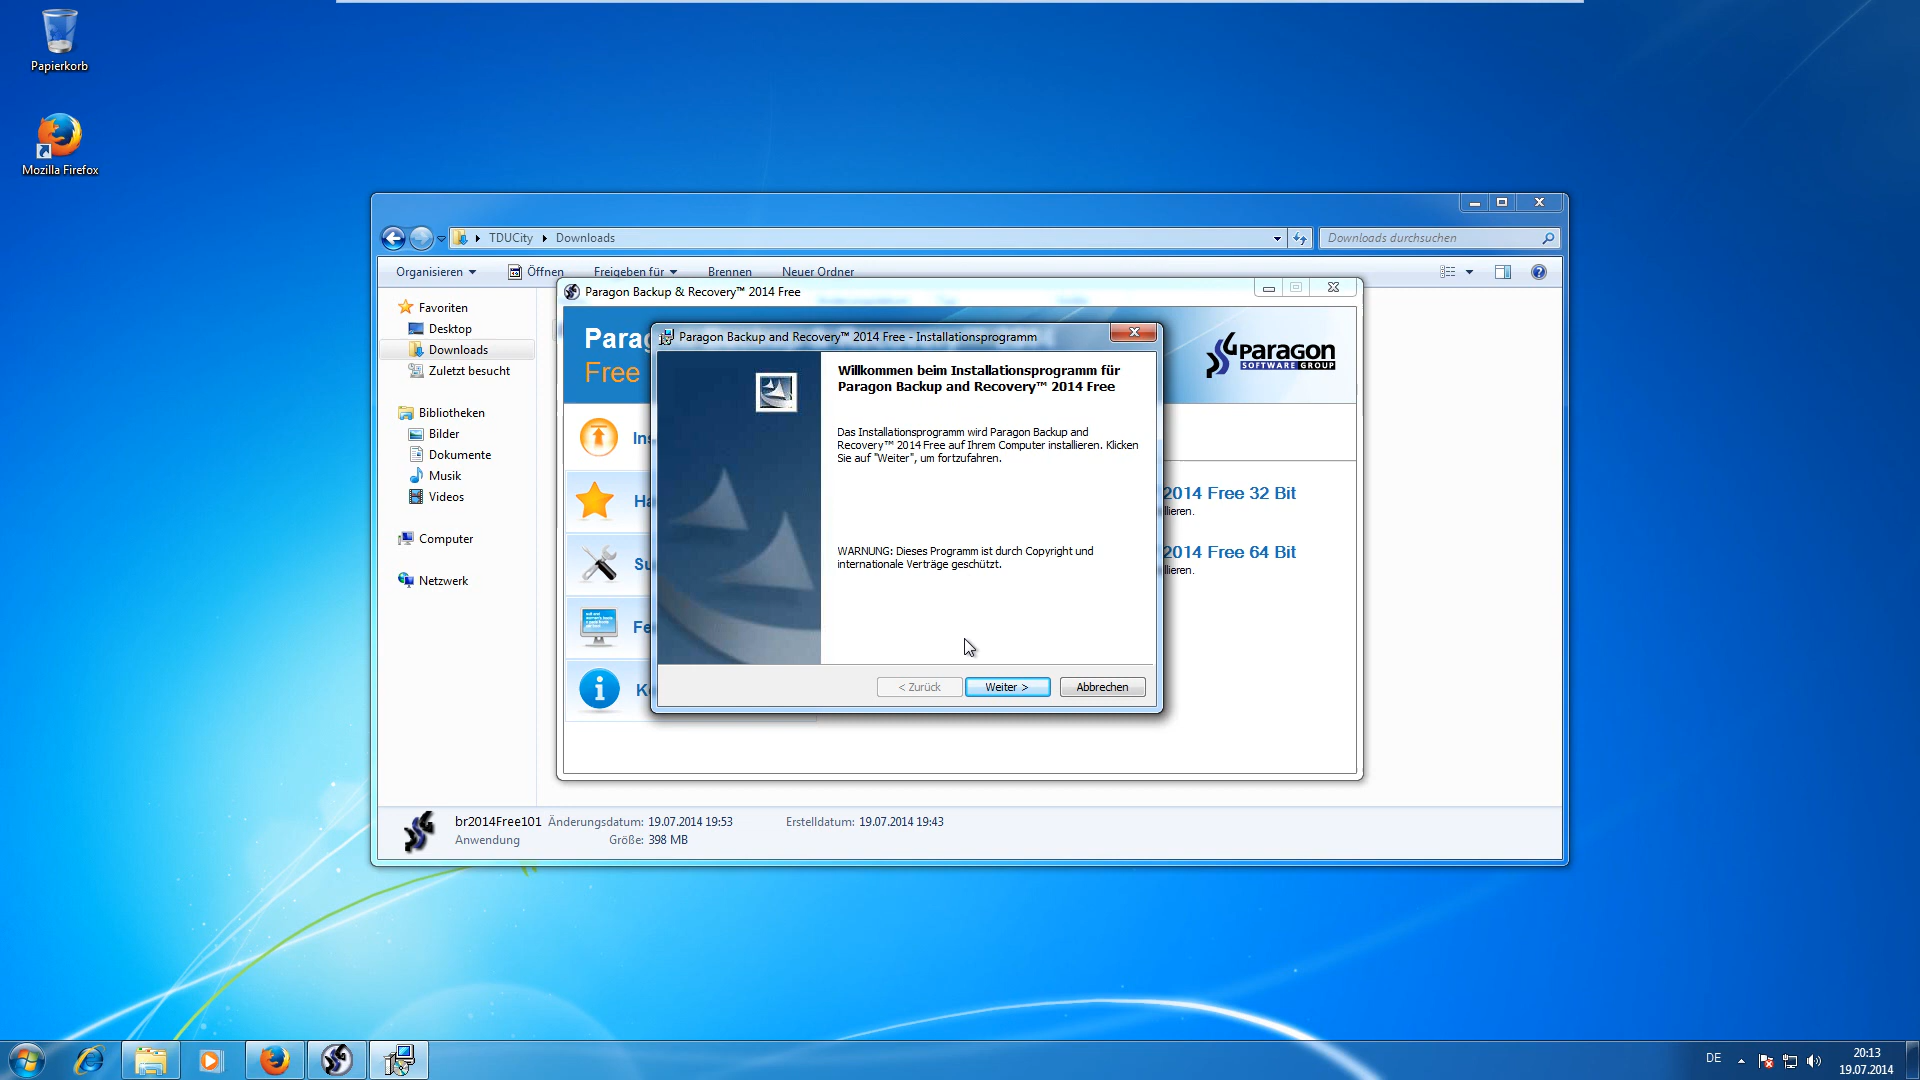 Papierkorb
Mozilla Firefox
TDUCity
Downloads
Downloads durchsuchen
Organisieren
Öffnen
Freigeben für
Brennen
Neuer Ordner
Favoriten
Desktop
Downloads
Zuletzt besucht
Bibliotheken
Bilder
Dokumente
Musik
Videos
Computer
Netzwerk
Paragon Backup & Recovery™ 2014 Free
Parag
Free
Paragon
SOFTWARE GROUP
Ins
Ha
Su
Fe
K
2014 Free 32 Bit
llieren.
2014 Free 64 Bit
llieren.
Paragon Backup and Recovery™ 2014 Free - Installationsprogramm
Willkommen beim Installationsprogramm für
Paragon Backup and Recovery™ 2014 Free
Das Installationsprogramm wird Paragon Backup and
Recovery™ 2014 Free auf Ihrem Computer installieren. Klicken
Sie auf "Weiter", um fortzufahren.
WARNUNG: Dieses Programm ist durch Copyright und
internationale Verträge geschützt.
< Zurück
Weiter >
Abbrechen
br2014Free101 Änderungsdatum: 19.07.2014 19:53 Erstelldatum: 19.07.2014 19:43
Anwendung Größe: 398 MB
DE
20:13
19.07.2014